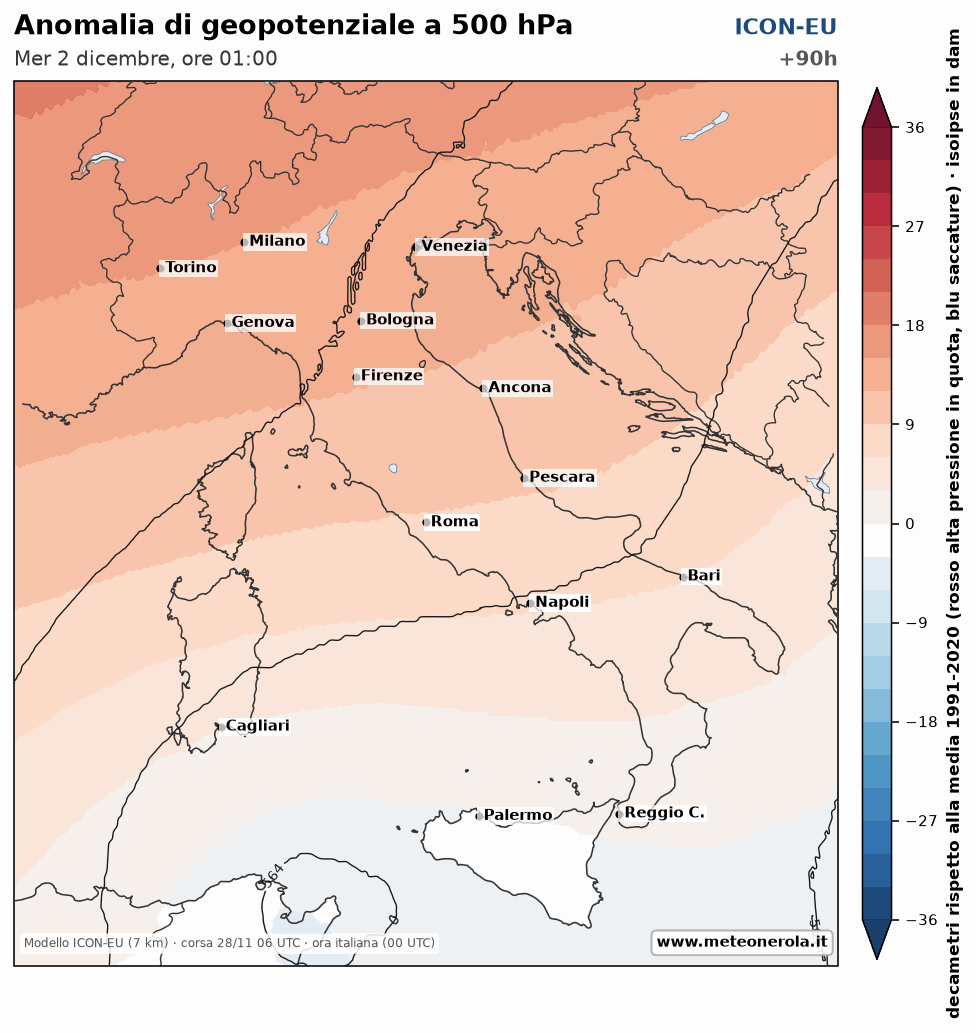 Anomalia di geopotenziale a 500 hPa
ICON-EU
Mer 2 dicembre, ore 01:00
+90h
Milano
Venezia
Torino
Genova
Bologna
Firenze
Ancona
Pescara
Roma
Bari
Napoli
Cagliari
Palermo
Reggio C.
Modello ICON-EU (7 km) · corsa 28/11 06 UTC · ora italiana (00 UTC)
www.meteonerola.it
36
27
18
9
0
−9
−18
−27
−36
decametri rispetto alla media 1991-2020 (rosso alta pressione in quota, blu saccature) · isoipse in dam